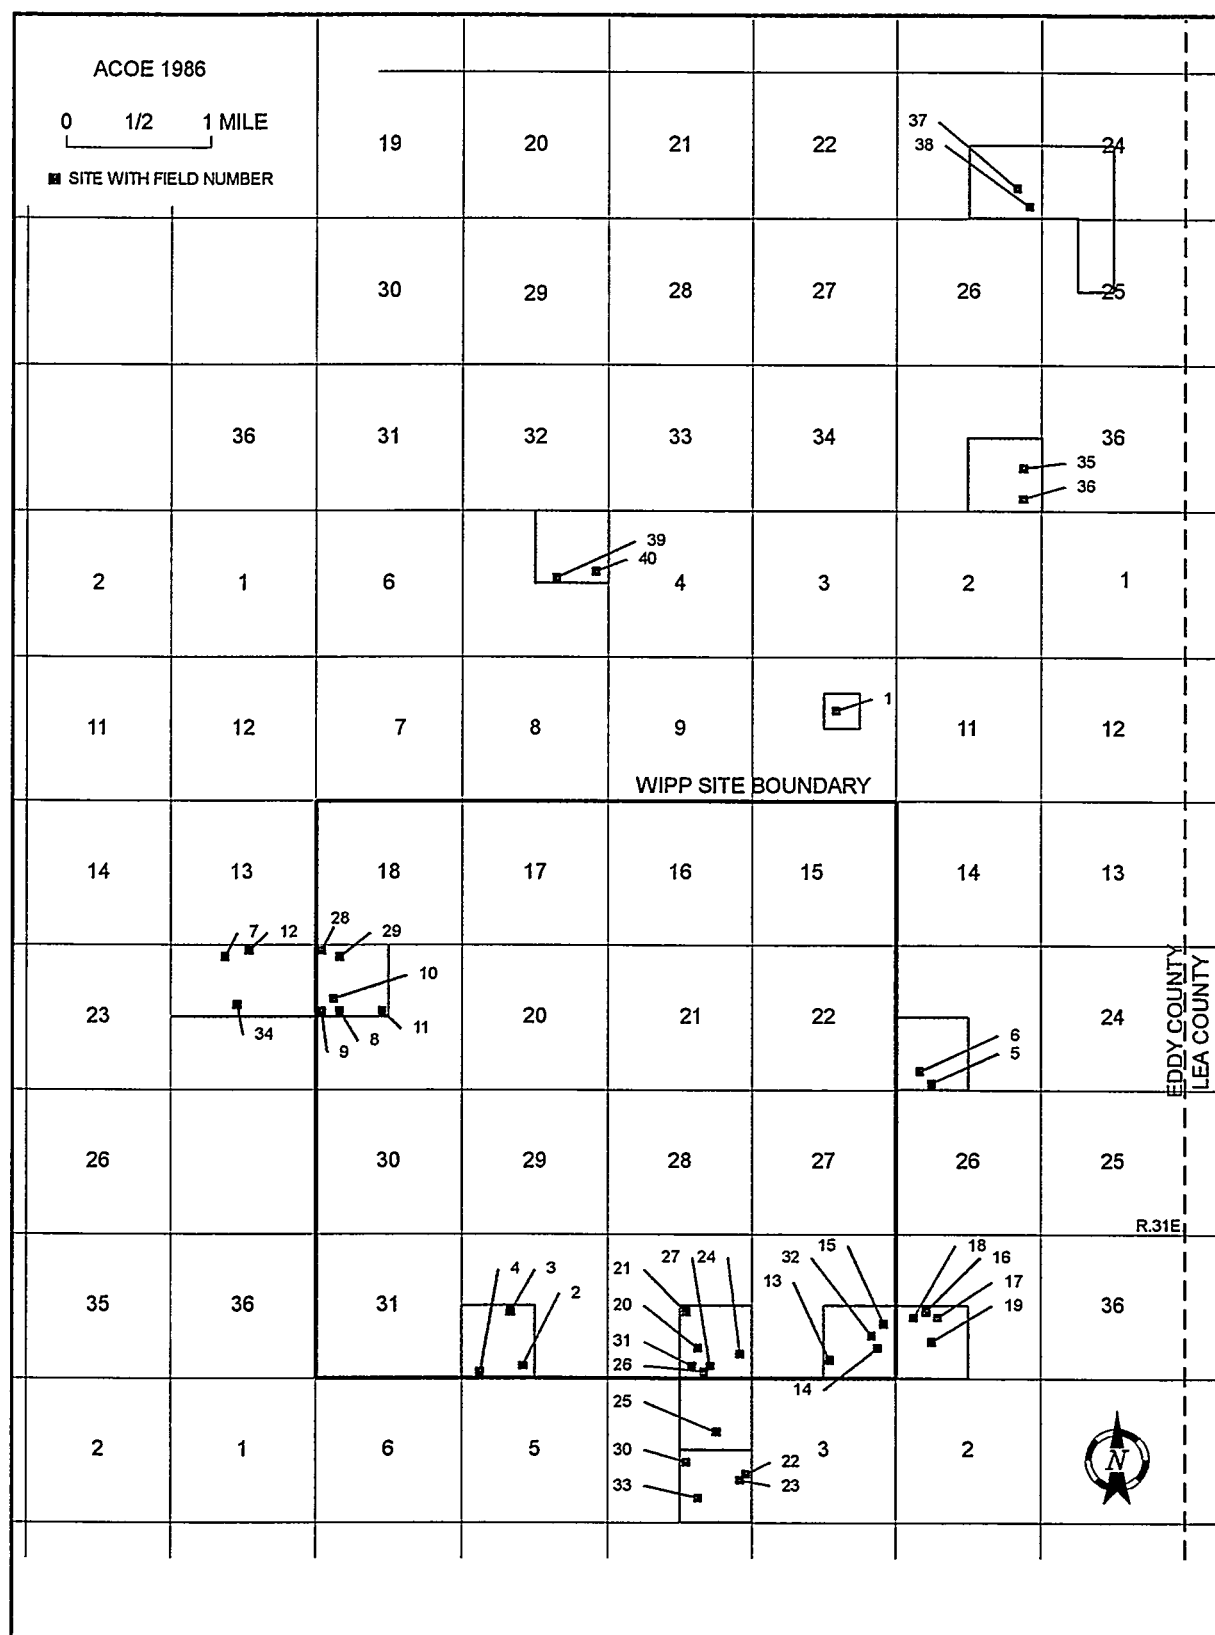 ACOE 1986
0 1/2 1 MILE
SITE WITH FIELD NUMBER
19 20 21 22 37 24
38
30 29 28 27 26 25
36 31 32 33 34 36
35
36
39
40
2 1 6 4 3 2 1
11 12 7 8 9 1 11 12
WIPP SITE BOUNDARY
14 13 18 17 16 15 14 13
7 12 28 29
10
23 20 21 22 24
34 9 8 11
6
5
EDDY COUNTY
LEA COUNTY
26 30 29 28 27 26 25
R.31E
35 36 31 36
4 3 2
21 27 24
20
31
26
15
32
13
14
18
16
17
19
25
2 1 6 5 3 2
30 22
33 23
N